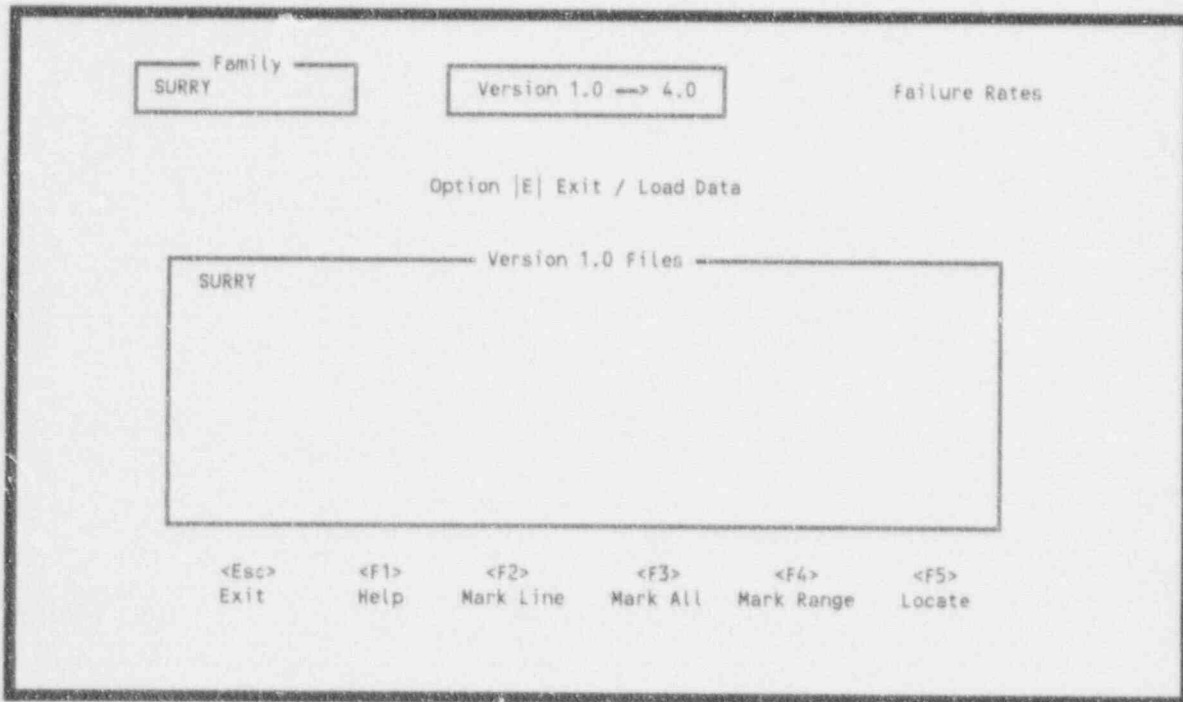 Family
SURRY
Version 1.0 ==> 4.0
Failure Rates
Option |E| Exit / Load Data
Version 1.0 Files
SURRY
<Esc> <F1> <F2> <F3> <F4> <F5>
Exit Help Mark Line Mark All Mark Range Locate